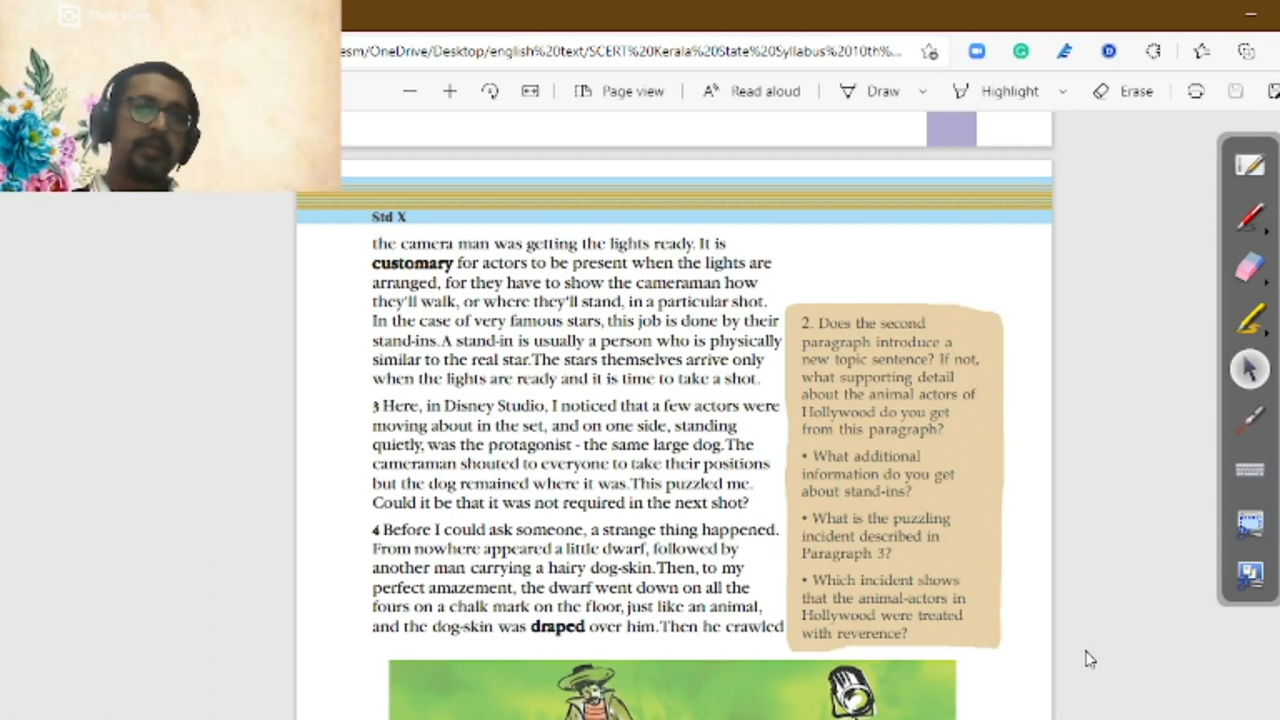 esm/OneDrive/Desktop/english%20text/SCERT%20Kerala%20State%20Syllabus%2010th%...
Page view
Read aloud
Draw
Highlight
Erase
Std X
the camera man was getting the lights ready. It is
customary for actors to be present when the lights are
arranged, for they have to show the cameraman how
they'll walk, or where they'll stand, in a particular shot.
In the case of very famous stars, this job is done by their
stand-ins. A stand-in is usually a person who is physically
similar to the real star. The stars themselves arrive only
when the lights are ready and it is time to take a shot.
3 Here, in Disney Studio, I noticed that a few actors were
moving about in the set, and on one side, standing
quietly, was the protagonist - the same large dog. The
cameraman shouted to everyone to take their positions
but the dog remained where it was. This puzzled me.
Could it be that it was not required in the next shot?
4 Before I could ask someone, a strange thing happened.
From nowhere appeared a little dwarf, followed by
another man carrying a hairy dog-skin. Then, to my
perfect amazement, the dwarf went down on all the
fours on a chalk mark on the floor, just like an animal,
and the dog-skin was draped over him. Then he crawled
2. Does the second
paragraph introduce a
new topic sentence? If not,
what supporting detail
about the animal actors of
Hollywood do you get
from this paragraph?
• What additional
information do you get
about stand-ins?
• What is the puzzling
incident described in
Paragraph 3?
• Which incident shows
that the animal-actors in
Hollywood were treated
with reverence?